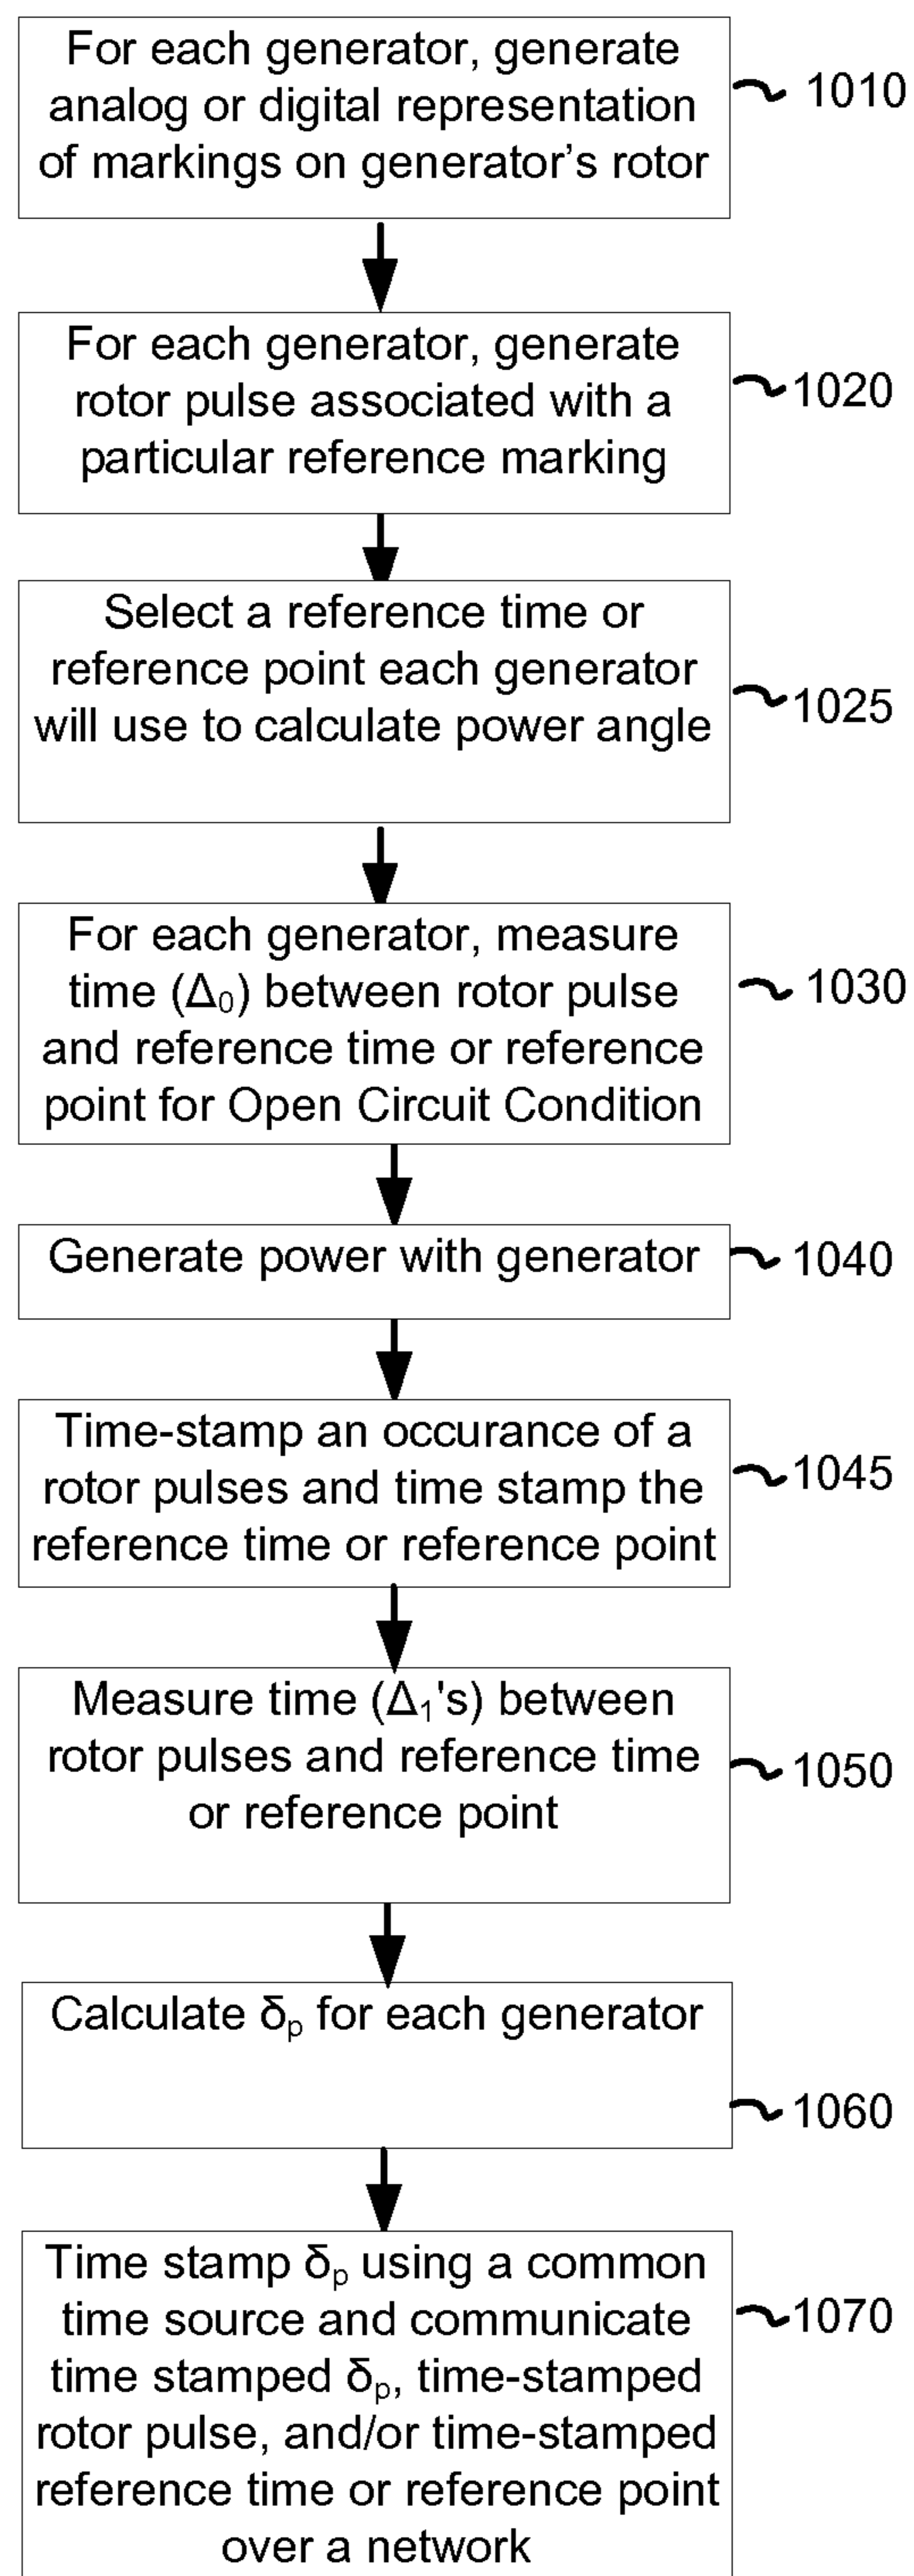 For each generator, generate
analog or digital representation
of markings on generator's rotor
1010
For each generator, generate
rotor pulse associated with a
particular reference marking
1020
Select a reference time or
reference point each generator
will use to calculate power angle
1025
For each generator, measure
time (Δ₀) between rotor pulse
and reference time or reference
point for Open Circuit Condition
1030
Generate power with generator
1040
Time-stamp an occurance of a
rotor pulses and time stamp the
reference time or reference point
1045
Measure time (Δ₁'s) between
rotor pulses and reference time
or reference point
1050
Calculate δₚ for each generator
1060
Time stamp δₚ using a common
time source and communicate
time stamped δₚ, time-stamped
rotor pulse, and/or time-stamped
reference time or reference point
over a network
1070